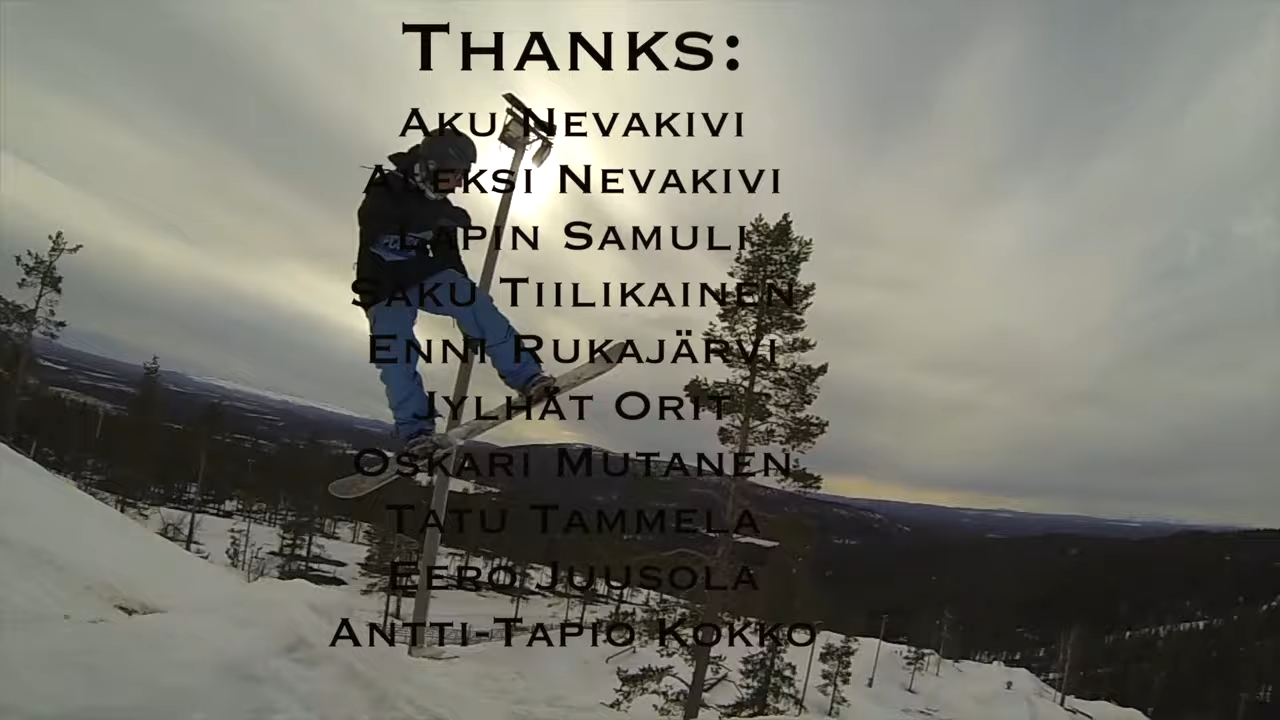 Thanks:
Aku Nevakivi
Aleksi Nevakivi
Lapin Samuli
Saku Tiilikainen
Enni Rukajärvi
Jylhät Orit
Oskari Mutanen
Tatu Tammela
Eero Juusola
Antti-Tapio Kokko